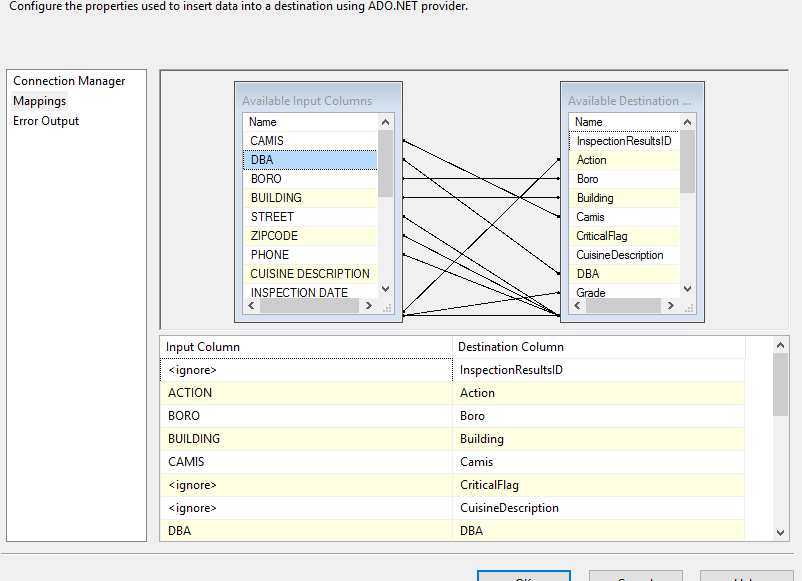 Configure the properties used to insert data into a destination using ADO.NET provider.
Connection Manager
Mappings
Error Output
Available Input Columns
Name
CAMIS
DBA
BORO
BUILDING
STREET
ZIPCODE
PHONE
CUISINE DESCRIPTION
INSPECTION DATE
Available Destination ...
Name
InspectionResultsID
Action
Boro
Building
Camis
CriticalFlag
CuisineDescription
DBA
Grade
Input Column Destination Column
<ignore> InspectionResultsID
ACTION Action
BORO Boro
BUILDING Building
CAMIS Camis
<ignore> CriticalFlag
<ignore> CuisineDescription
DBA DBA